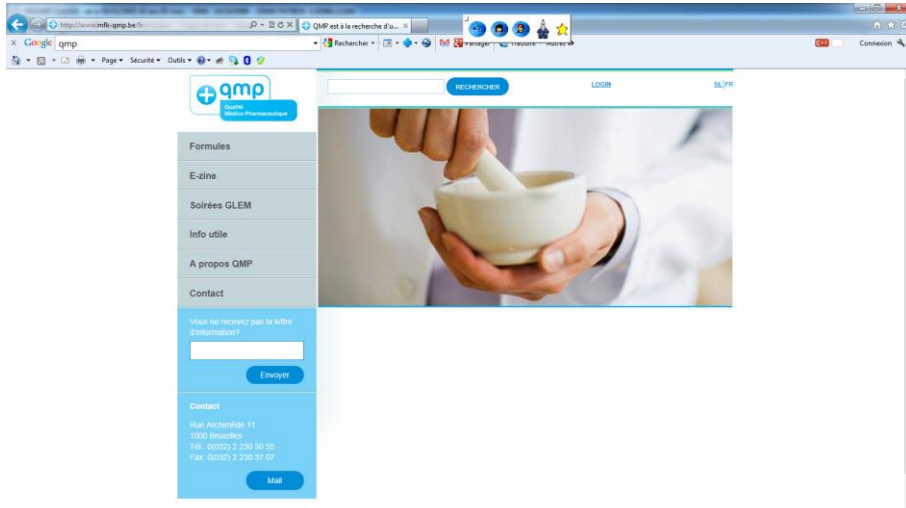 http://www.mfk-qmp.be/fr
QMP est à la recherche d'u...
Google
qmp
Rechercher
Partager
Traduire
Autres
Connexion
Page
Sécurité
Outils
qmp
Qualité
Médico-Pharmaceutique
RECHERCHER
LOGIN
NL|FR
Formules
E-zine
Soirées GLEM
Info utile
A propos QMP
Contact
Vous ne recevez pas la lettre
d'information?
Envoyer
Contact
Rue Archimède 11
1000 Bruxelles
Tél.: 0(032) 2 230 50 55
Fax: 0(032) 2 230 37 07
Mail